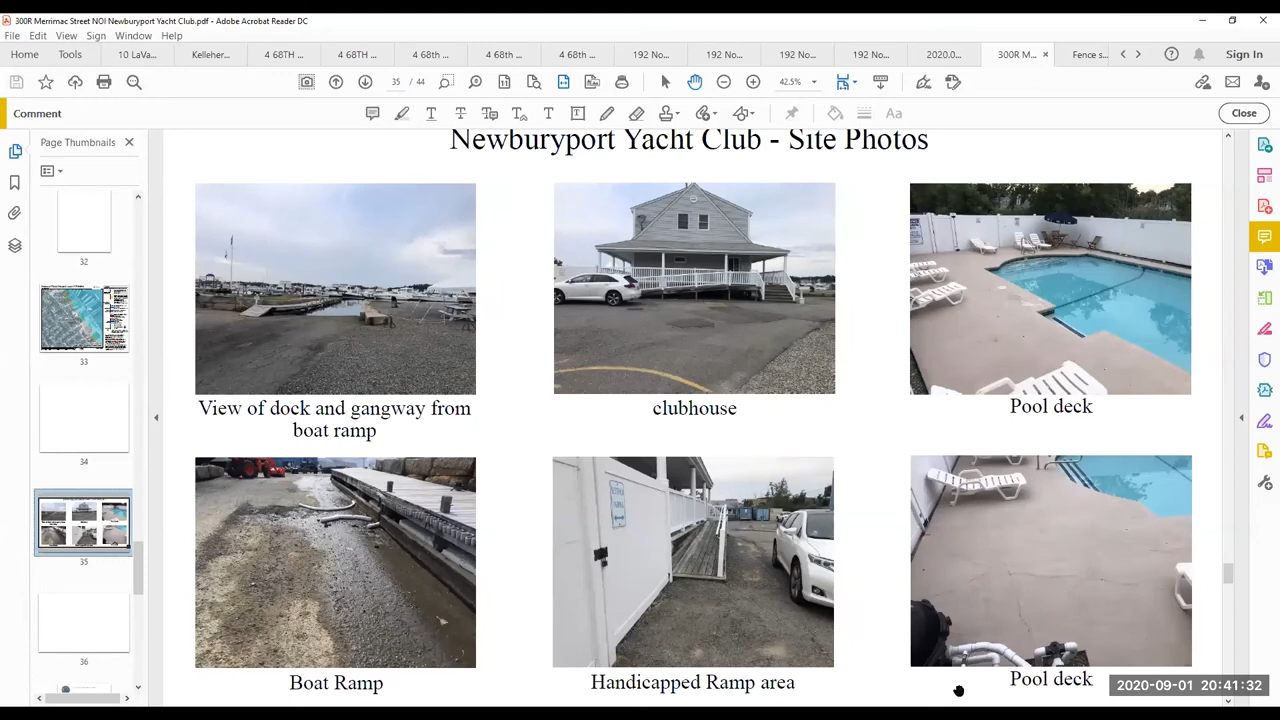 300R Merrimac Street NOI Newburyport Yacht Club.pdf - Adobe Acrobat Reader DC
File Edit View Sign Window Help
Home Tools 10 LaVa... Kelleher... 4 68TH ... 4 68TH ... 4 68th ... 4 68th ... 4 68th ... 192 No... 192 No... 192 No... 192 No... 2020.0... 300R M... Fence s... Sign In
35 / 44 42.5%
Comment Close
Page Thumbnails
32
33
34
35
36
Newburyport Yacht Club - Site Photos
View of dock and gangway from
boat ramp
clubhouse
Pool deck
Boat Ramp
Handicapped Ramp area
Pool deck
2020-09-01 20:41:32